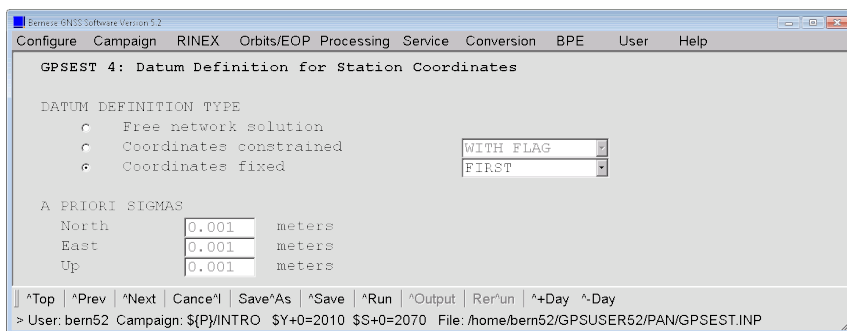 Bernese GNSS Software Version 5.2
Configure Campaign RINEX Orbits/EOP Processing Service Conversion BPE User Help
GPSEST 4: Datum Definition for Station Coordinates
DATUM DEFINITION TYPE
Free network solution
Coordinates constrained WITH FLAG
Coordinates fixed FIRST
A PRIORI SIGMAS
North 0.001 meters
East 0.001 meters
Up 0.001 meters
^Top | ^Prev | ^Next | Cance^l | Save^As | ^Save | ^Run | ^Output | Rer^un | ^+Day ^-Day
> User: bern52 Campaign: ${P}/INTRO $Y+0=2010 $S+0=2070 File: /home/bern52/GPSUSER52/PAN/GPSEST.INP